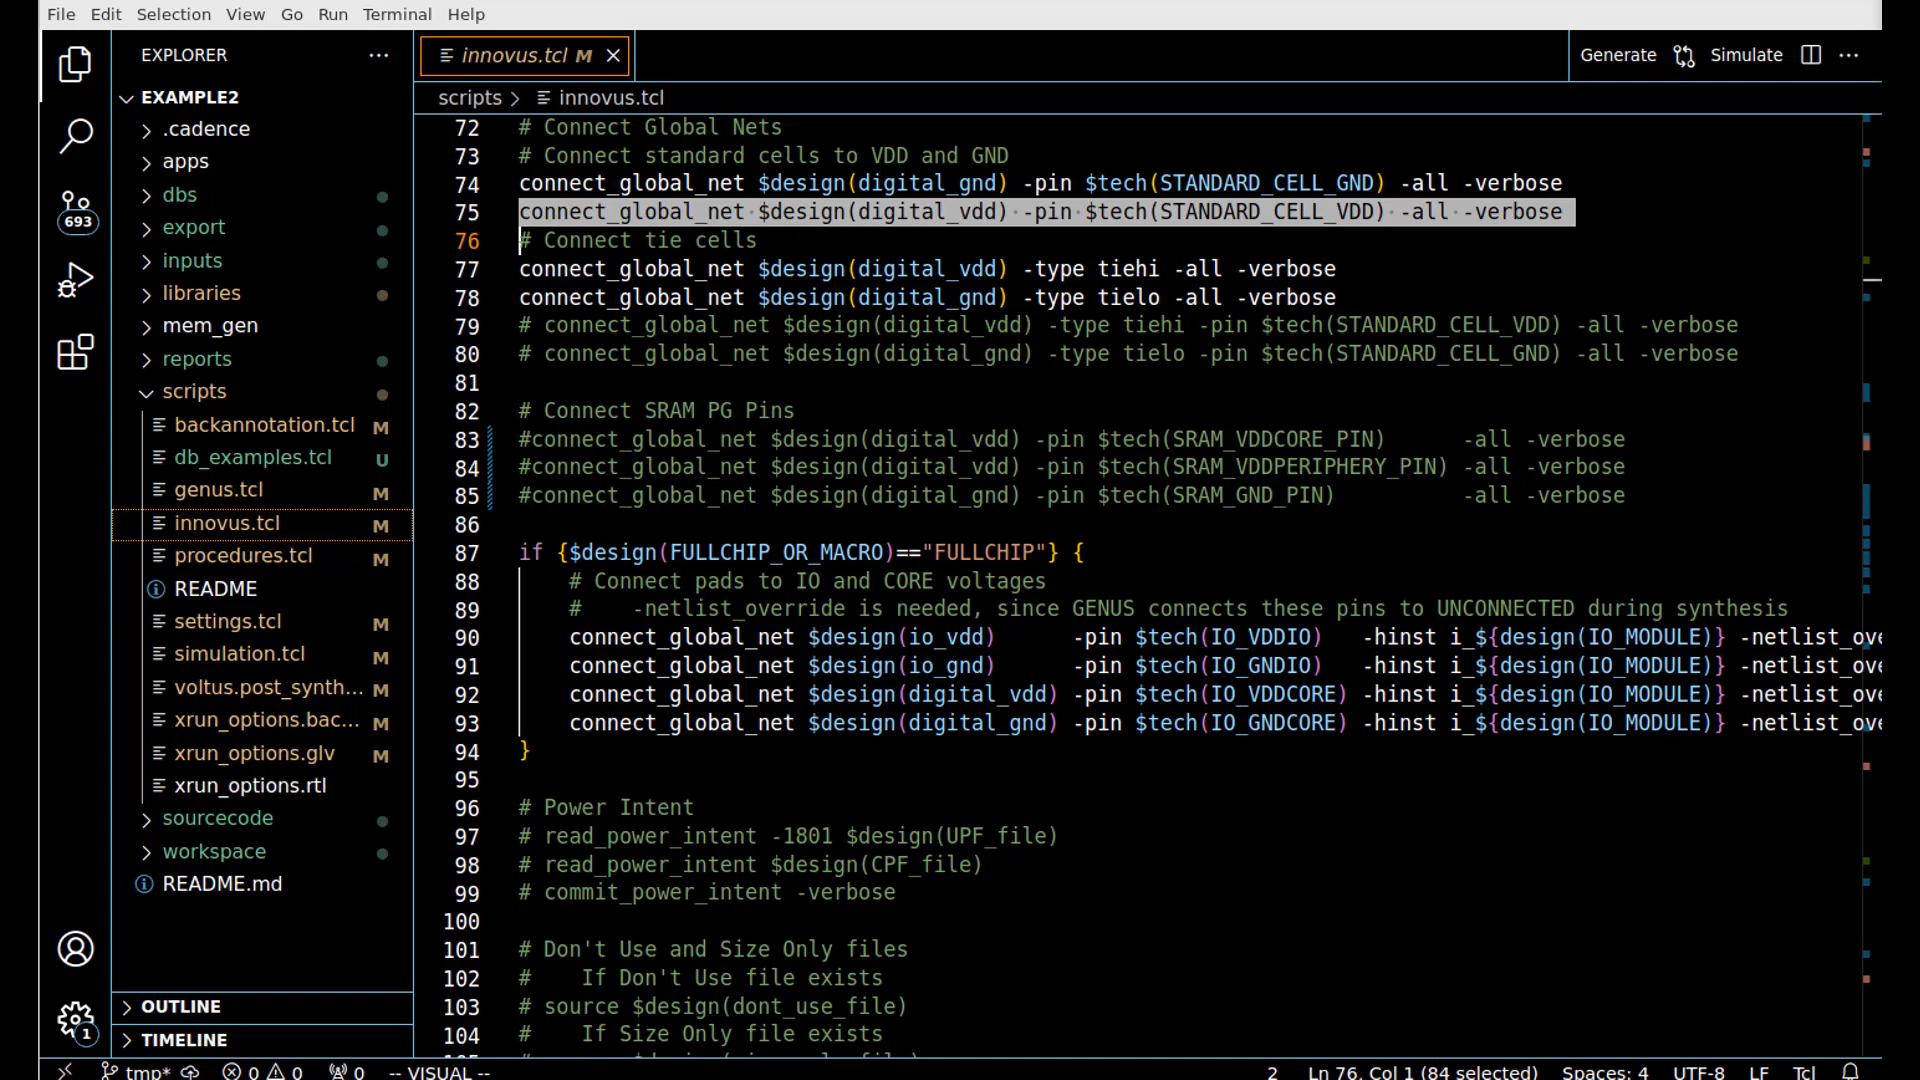 File Edit Selection View Go Run Terminal Help
EXPLORER
innovus.tcl M
Generate Simulate
EXAMPLE2
scripts > innovus.tcl
.cadence
apps
dbs
export
inputs
libraries
mem_gen
reports
scripts
backannotation.tcl M
db_examples.tcl U
genus.tcl M
innovus.tcl M
procedures.tcl M
README
settings.tcl M
simulation.tcl M
voltus.post_synth... M
xrun_options.bac... M
xrun_options.glv M
xrun_options.rtl
sourcecode
workspace
README.md
OUTLINE
TIMELINE
693
1
72 # Connect Global Nets
73 # Connect standard cells to VDD and GND
74 connect_global_net $design(digital_gnd) -pin $tech(STANDARD_CELL_GND) -all -verbose
75 connect_global_net $design(digital_vdd) -pin $tech(STANDARD_CELL_VDD) -all -verbose
76 # Connect tie cells
77 connect_global_net $design(digital_vdd) -type tiehi -all -verbose
78 connect_global_net $design(digital_gnd) -type tielo -all -verbose
79 # connect_global_net $design(digital_vdd) -type tiehi -pin $tech(STANDARD_CELL_VDD) -all -verbose
80 # connect_global_net $design(digital_gnd) -type tielo -pin $tech(STANDARD_CELL_GND) -all -verbose
81
82 # Connect SRAM PG Pins
83 #connect_global_net $design(digital_vdd) -pin $tech(SRAM_VDDCORE_PIN) -all -verbose
84 #connect_global_net $design(digital_vdd) -pin $tech(SRAM_VDDPERIPHERY_PIN) -all -verbose
85 #connect_global_net $design(digital_gnd) -pin $tech(SRAM_GND_PIN) -all -verbose
86
87 if {$design(FULLCHIP_OR_MACRO)=="FULLCHIP"} {
88 # Connect pads to IO and CORE voltages
89 # -netlist_override is needed, since GENUS connects these pins to UNCONNECTED during synthesis
90 connect_global_net $design(io_vdd) -pin $tech(IO_VDDIO) -hinst i_${design(IO_MODULE)} -netlist_ove
91 connect_global_net $design(io_gnd) -pin $tech(IO_GNDIO) -hinst i_${design(IO_MODULE)} -netlist_ove
92 connect_global_net $design(digital_vdd) -pin $tech(IO_VDDCORE) -hinst i_${design(IO_MODULE)} -netlist_ove
93 connect_global_net $design(digital_gnd) -pin $tech(IO_GNDCORE) -hinst i_${design(IO_MODULE)} -netlist_ove
94 }
95
96 # Power Intent
97 # read_power_intent -1801 $design(UPF_file)
98 # read_power_intent $design(CPF_file)
99 # commit_power_intent -verbose
100
101 # Don't Use and Size Only files
102 # If Don't Use file exists
103 # source $design(dont_use_file)
104 # If Size Only file exists
tmp* 0 0 0 -- VISUAL -- 2 Ln 76, Col 1 (84 selected) Spaces: 4 UTF-8 LF Tcl